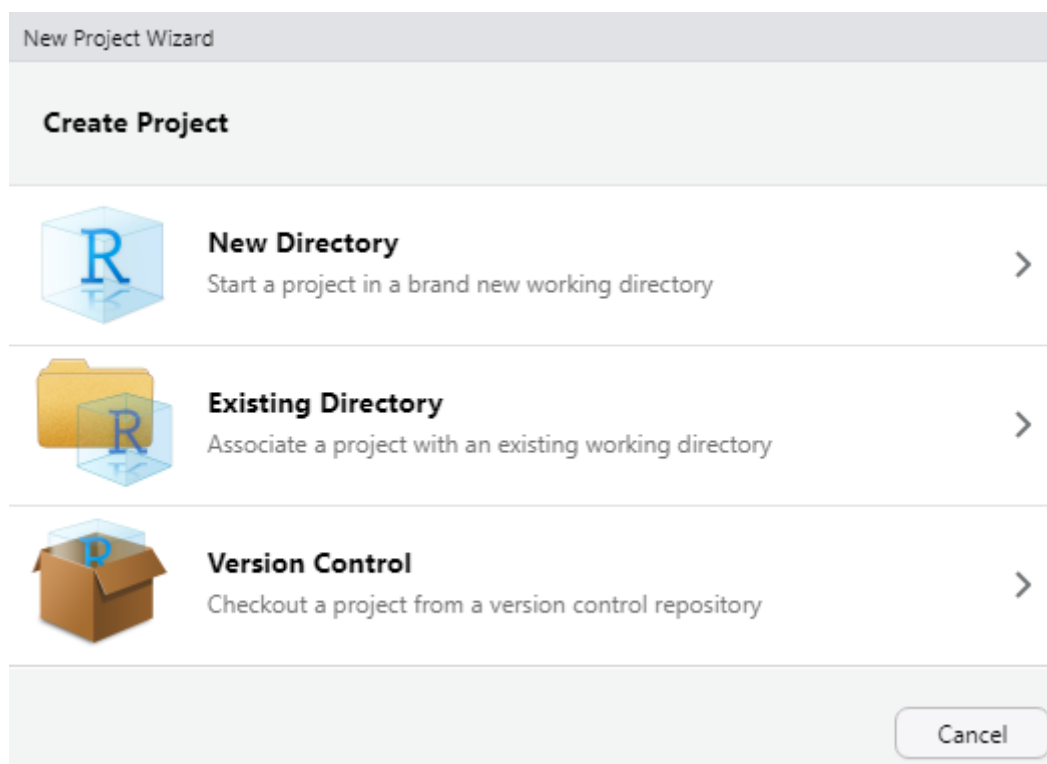 New Project Wizard
Create Project
R
New Directory
Start a project in a brand new working directory
R
Existing Directory
Associate a project with an existing working directory
R
Version Control
Checkout a project from a version control repository
Cancel